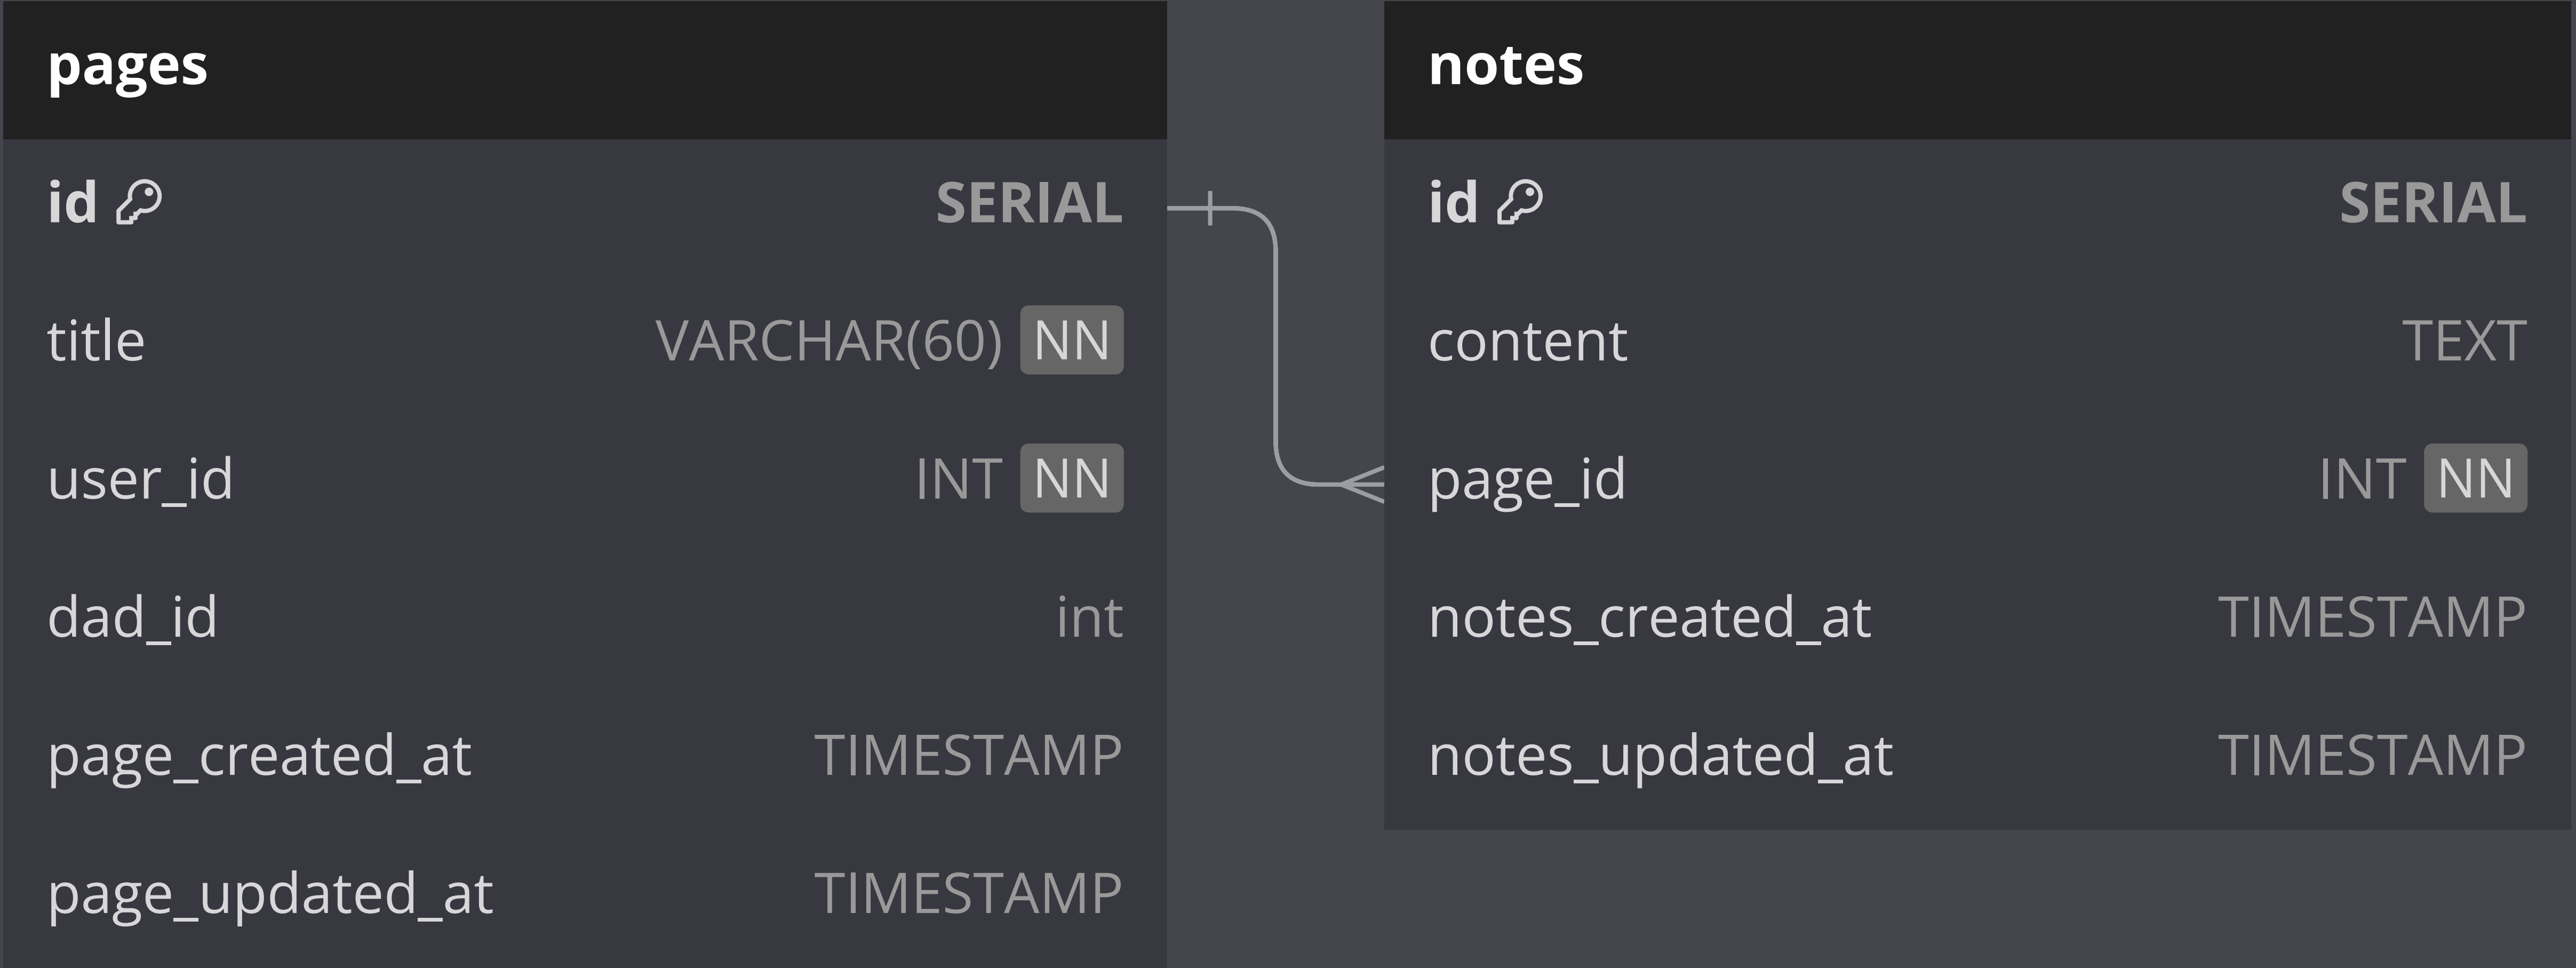 pages
id SERIAL
title VARCHAR(60) NN
user_id INT NN
dad_id int
page_created_at TIMESTAMP
page_updated_at TIMESTAMP
notes
id SERIAL
content TEXT
page_id INT NN
notes_created_at TIMESTAMP
notes_updated_at TIMESTAMP